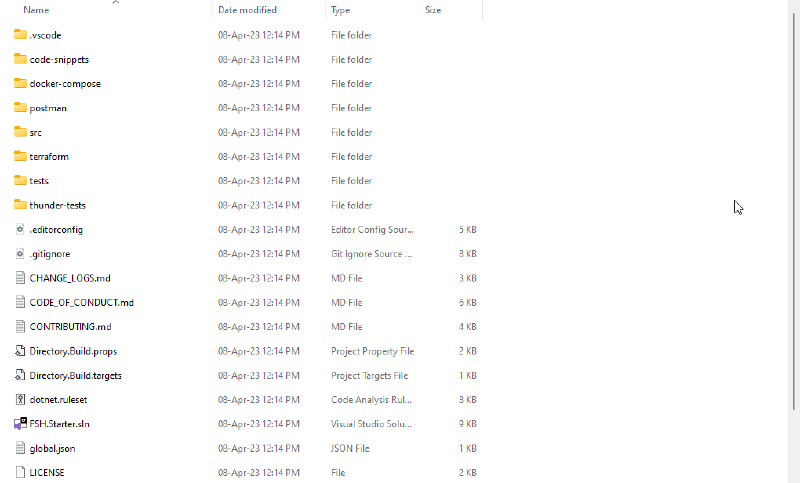 Name Date modified Type Size
.vscode 08-Apr-23 12:14 PM File folder
code-snippets 08-Apr-23 12:14 PM File folder
docker-compose 08-Apr-23 12:14 PM File folder
postman 08-Apr-23 12:14 PM File folder
src 08-Apr-23 12:14 PM File folder
terraform 08-Apr-23 12:14 PM File folder
tests 08-Apr-23 12:14 PM File folder
thunder-tests 08-Apr-23 12:14 PM File folder
.editorconfig 08-Apr-23 12:14 PM Editor Config Sour... 5 KB
.gitignore 08-Apr-23 12:14 PM Git Ignore Source ... 8 KB
CHANGE_LOGS.md 08-Apr-23 12:14 PM MD File 3 KB
CODE_OF_CONDUCT.md 08-Apr-23 12:14 PM MD File 6 KB
CONTRIBUTING.md 08-Apr-23 12:14 PM MD File 4 KB
Directory.Build.props 08-Apr-23 12:14 PM Project Property File 2 KB
Directory.Build.targets 08-Apr-23 12:14 PM Project Targets File 1 KB
dotnet.ruleset 08-Apr-23 12:14 PM Code Analysis Rul... 8 KB
FSH.Starter.sln 08-Apr-23 12:14 PM Visual Studio Solu... 9 KB
global.json 08-Apr-23 12:14 PM JSON File 1 KB
LICENSE 08-Apr-23 12:14 PM File 2 KB